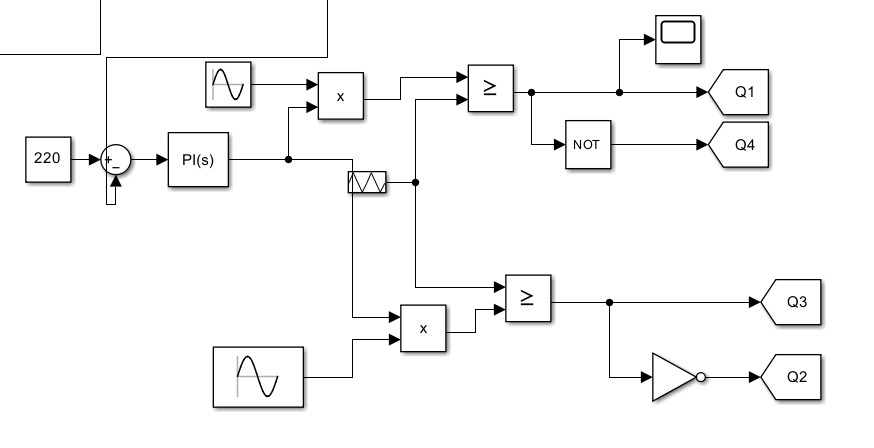 x
≥
Q1
220
+
−
PI(s)
NOT
Q4
≥
Q3
x
Q2